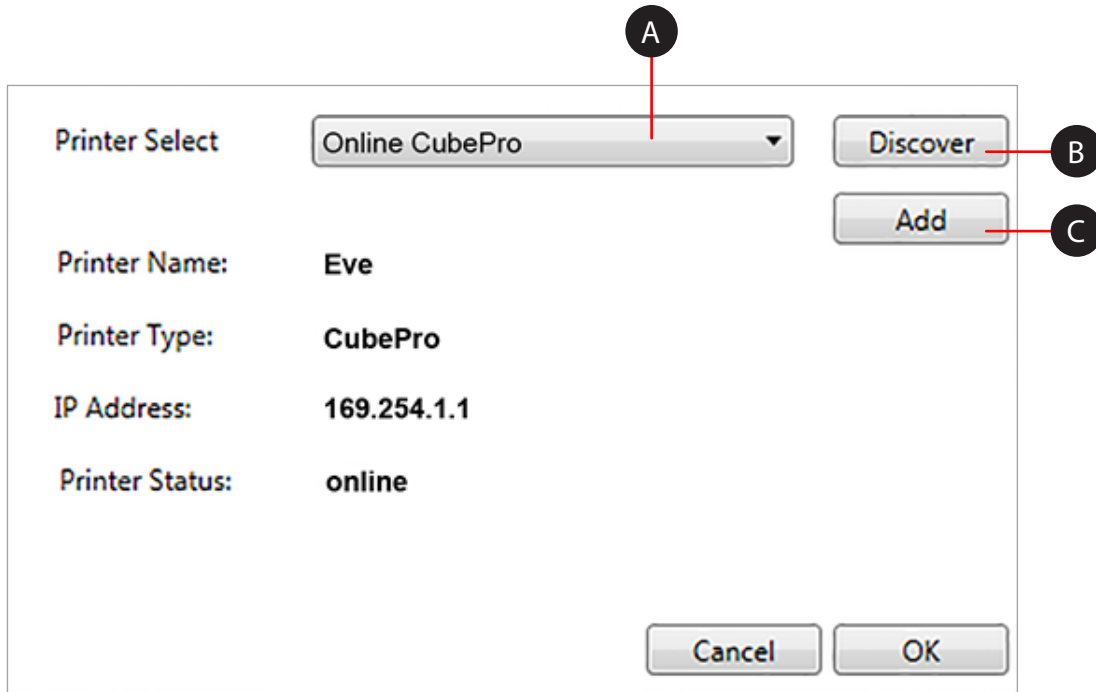 A
Printer Select Online CubePro Discover
B
Add
C
Printer Name: Eve
Printer Type: CubePro
IP Address: 169.254.1.1
Printer Status: online
Cancel OK